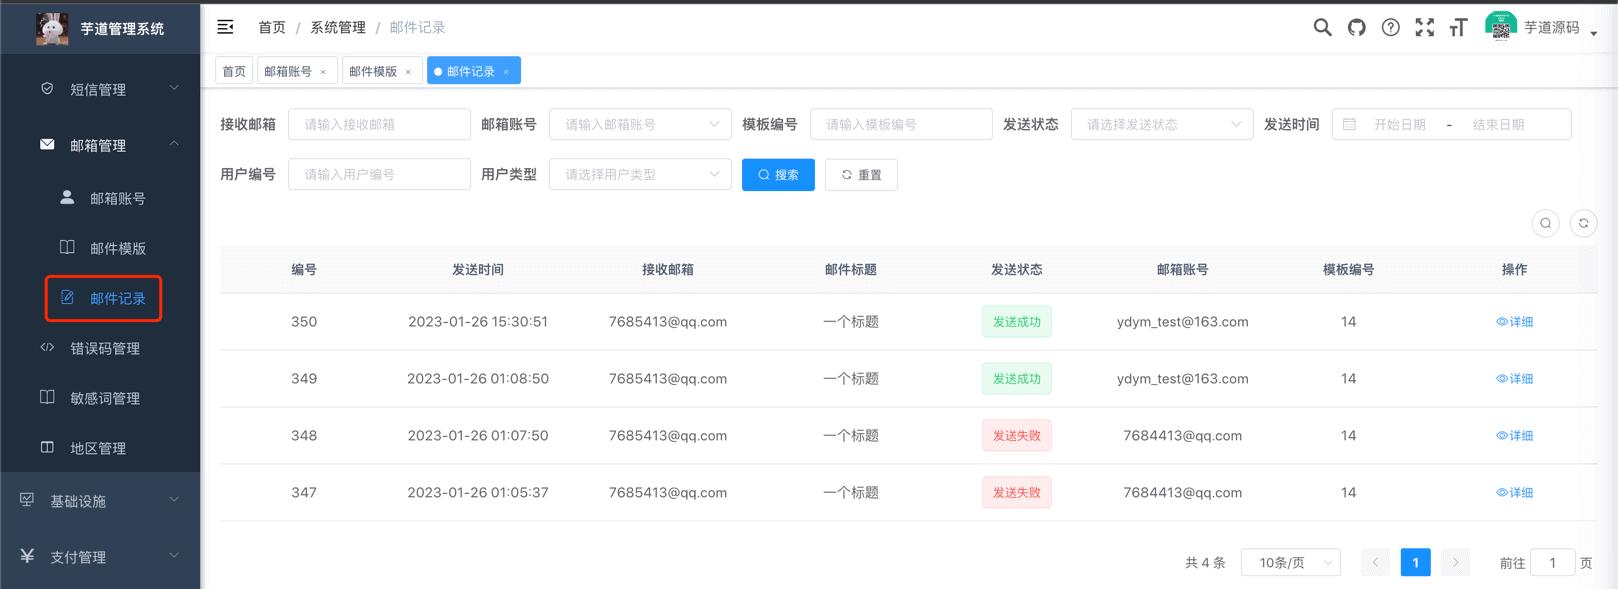 芋道管理系统
首页 / 系统管理 / 邮件记录
芋道源码
首页
邮箱账号 ×
邮件模版 ×
邮件记录 ×
短信管理
邮箱管理
邮箱账号
邮件模版
邮件记录
错误码管理
敏感词管理
地区管理
基础设施
¥ 支付管理
接收邮箱 请输入接收邮箱 邮箱账号 请输入邮箱账号 模板编号 请输入模板编号 发送状态 请选择发送状态 发送时间 开始日期 - 结束日期
用户编号 请输入用户编号 用户类型 请选择用户类型 搜索 重置
编号 发送时间 接收邮箱 邮件标题 发送状态 邮箱账号 模板编号 操作
350 2023-01-26 15:30:51 7685413@qq.com 一个标题 发送成功 ydym_test@163.com 14 详细
349 2023-01-26 01:08:50 7685413@qq.com 一个标题 发送成功 ydym_test@163.com 14 详细
348 2023-01-26 01:07:50 7685413@qq.com 一个标题 发送失败 7684413@qq.com 14 详细
347 2023-01-26 01:05:37 7685413@qq.com 一个标题 发送失败 7684413@qq.com 14 详细
共 4 条 10条/页 1 前往 1 页